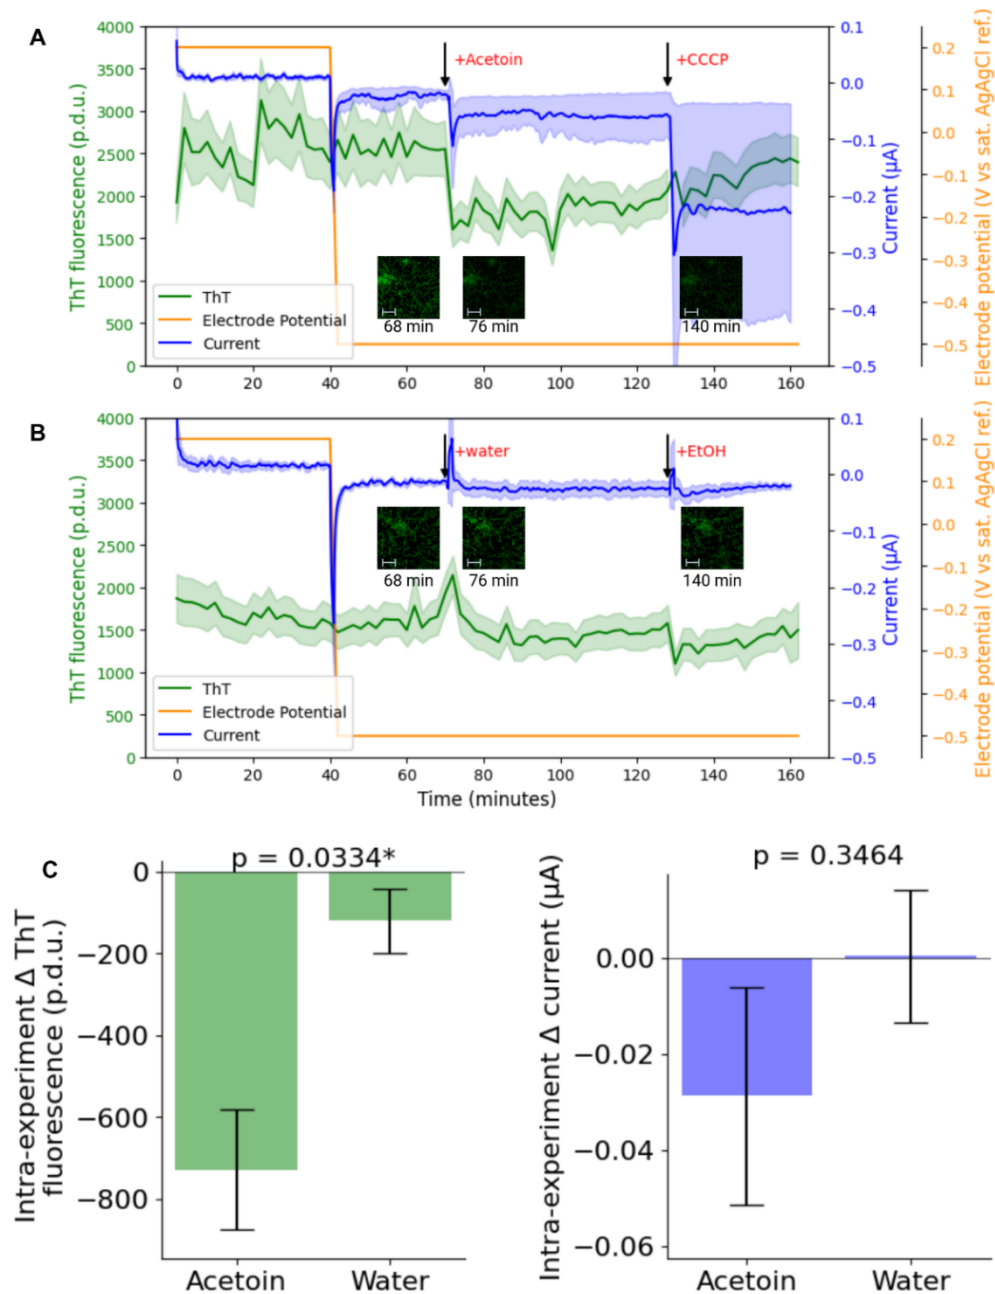 A
4000
3500
3000
2500
2000
1500
1000
500
0
ThT fluorescence (p.d.u.)
+Acetoin
+CCCP
68 min
76 min
140 min
ThT
Electrode Potential
Current
0 20 40 60 80 100 120 140 160
0.1
0.0
−0.1
−0.2
−0.3
−0.4
−0.5
Current (µA)
0.2
0.1
0.0
−0.1
−0.2
−0.3
−0.4
−0.5
Electrode potential (V vs sat. AgAgCl ref.)
B
4000
3500
3000
2500
2000
1500
1000
500
0
ThT fluorescence (p.d.u.)
+water
+EtOH
68 min
76 min
140 min
ThT
Electrode Potential
Current
0 20 40 60 80 100 120 140 160
Time (minutes)
0.1
0.0
−0.1
−0.2
−0.3
−0.4
−0.5
Current (µA)
0.2
0.1
0.0
−0.1
−0.2
−0.3
−0.4
−0.5
Electrode potential (V vs sat. AgAgCl ref.)
C
p = 0.0334*
0
−200
−400
−600
−800
Intra-experiment Δ ThT
fluorescence (p.d.u.)
Acetoin Water
p = 0.3464
0.00
−0.02
−0.04
−0.06
Intra-experiment Δ current (µA)
Acetoin Water